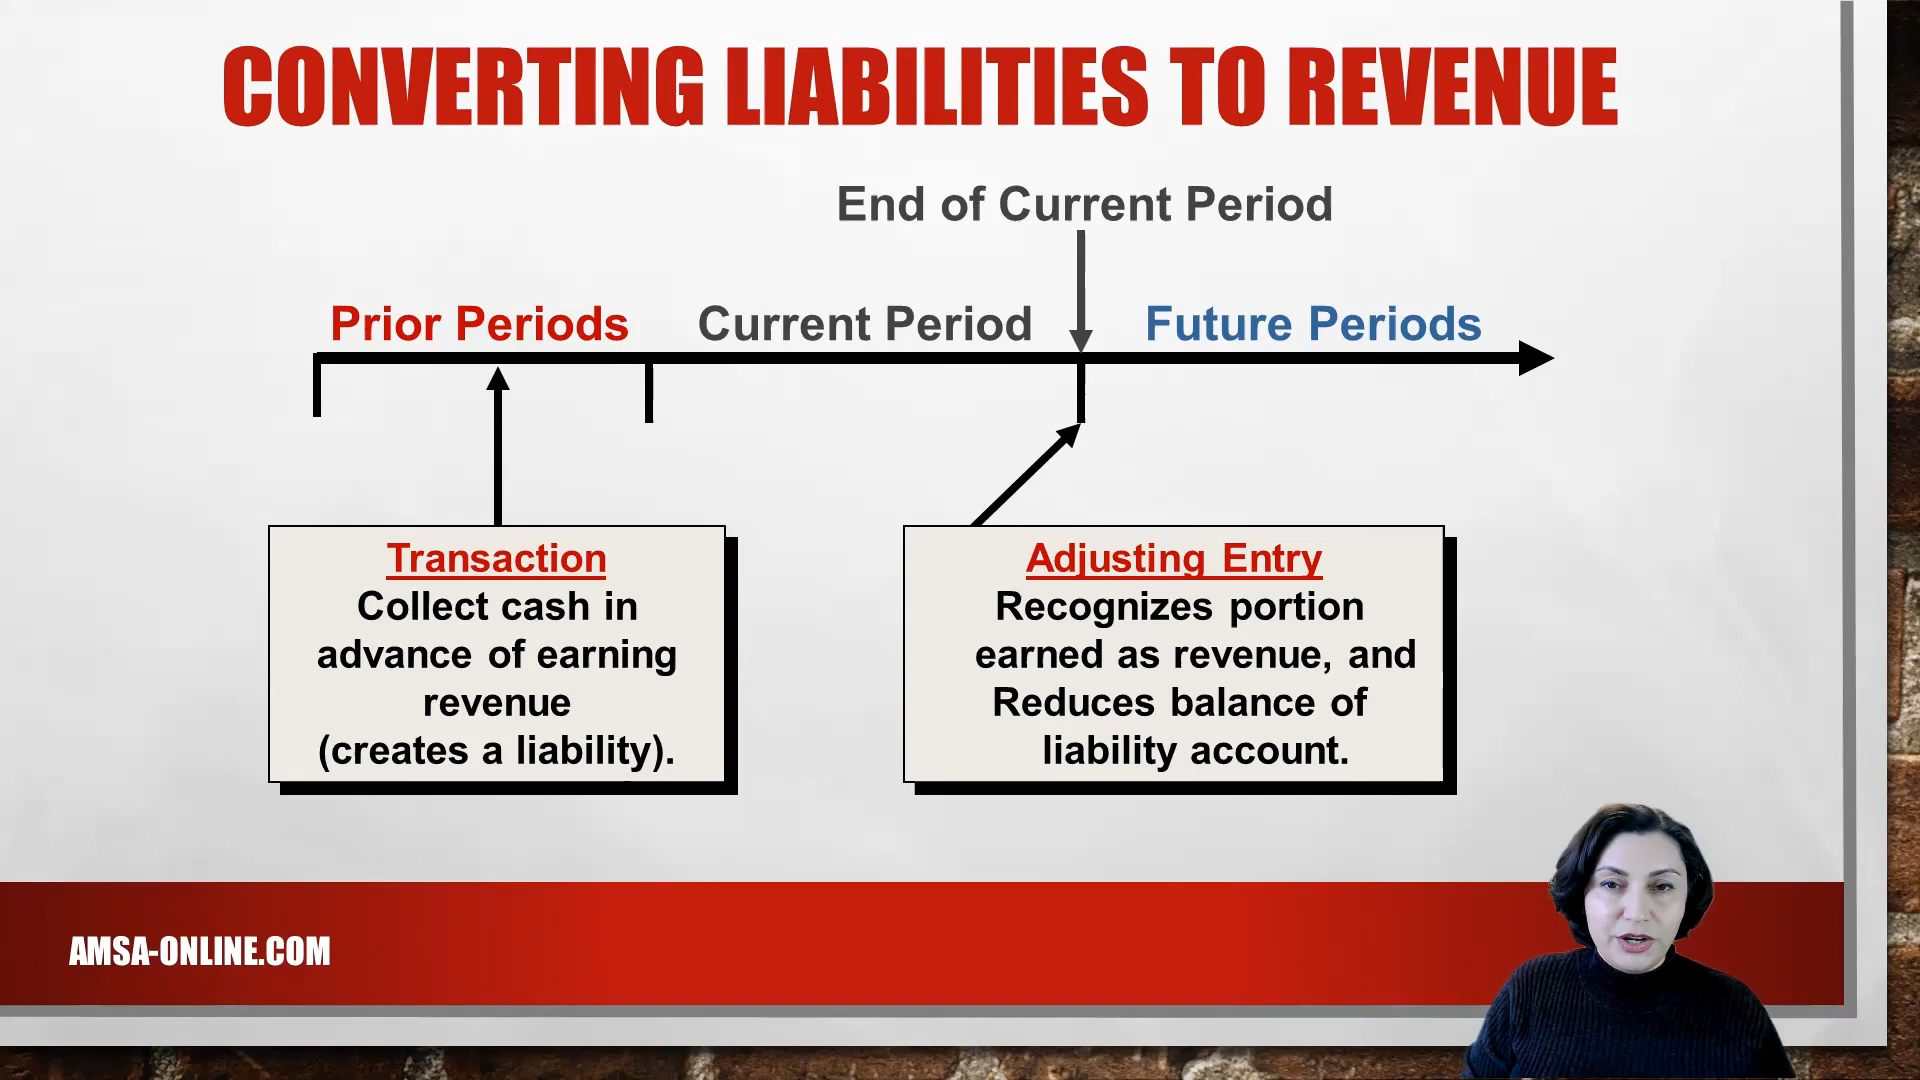 CONVERTING LIABILITIES TO REVENUE
End of Current Period
Prior Periods
Current Period
Future Periods
Transaction
Collect cash in
advance of earning
revenue
(creates a liability).
Adjusting Entry
Recognizes portion
earned as revenue, and
Reduces balance of
liability account.
AMSA-ONLINE.COM